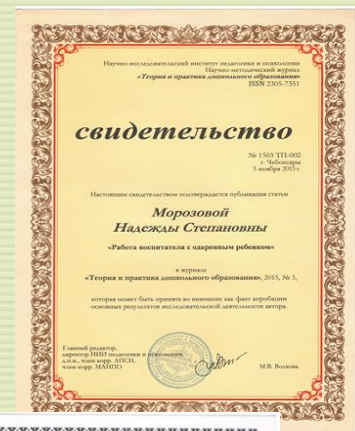 Научно-исследовательский институт педагогики и психологии
Научно-методический журнал
«Теория и практика дошкольного образования»
ISSN 2305-7351
свидетельство
№ 1503 ТП-002
г. Чебоксары
5 ноября 2015 г.
Настоящим свидетельством подтверждается публикация статьи
Морозовой
Надежды Степановны
«Работа воспитателя с одаренным ребенком»
в журнале
«Теория и практика дошкольного образования», 2015, № 3,
которая может быть принята во внимание как факт апробации
основных результатов исследовательской деятельности автора.
Главный редактор,
директор НИИ педагогики и психологии,
д.п.н., член-корр. АПСН,
член-корр. МАНПО
М.В. Волкова